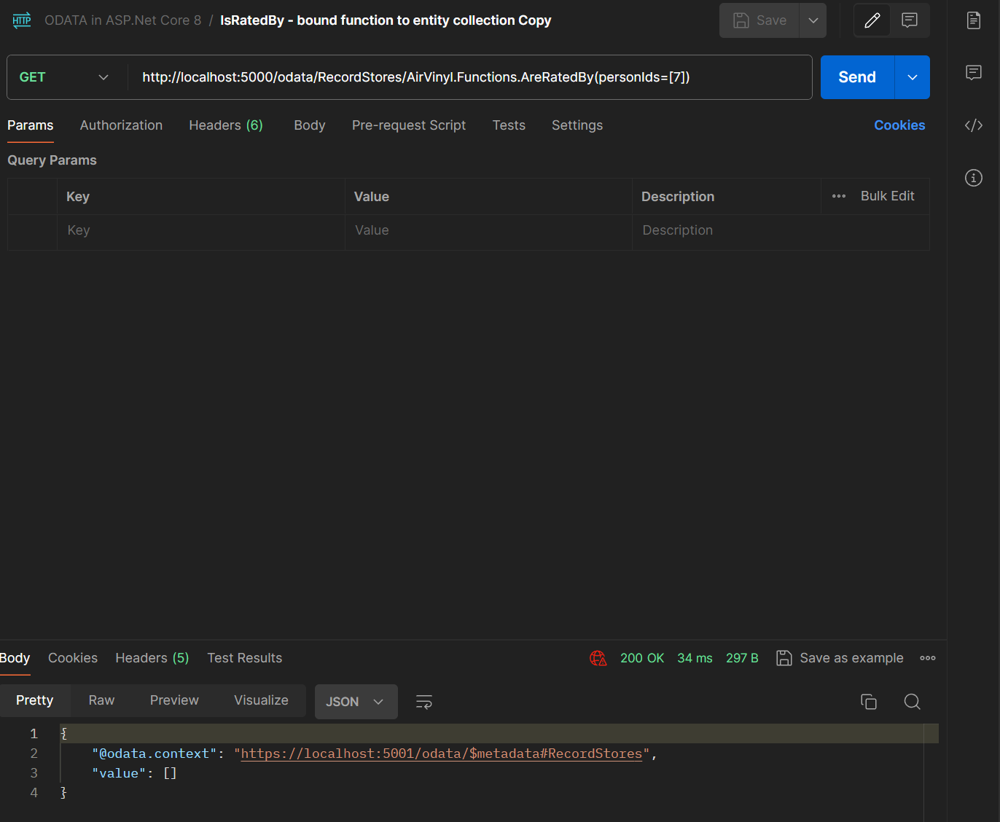 HTTP ODATA in ASP.Net Core 8 / IsRatedBy - bound function to entity collection Copy Save
GET http://localhost:5000/odata/RecordStores/AirVinyl.Functions.AreRatedBy(personIds=[7]) Send
Params Authorization Headers (6) Body Pre-request Script Tests Settings Cookies
Query Params
Key Value Description Bulk Edit
Key Value Description
Body Cookies Headers (5) Test Results 200 OK 34 ms 297 B Save as example
Pretty Raw Preview Visualize JSON
1 {
2 "@odata.context": "https://localhost:5001/odata/$metadata#RecordStores",
3 "value": []
4 }